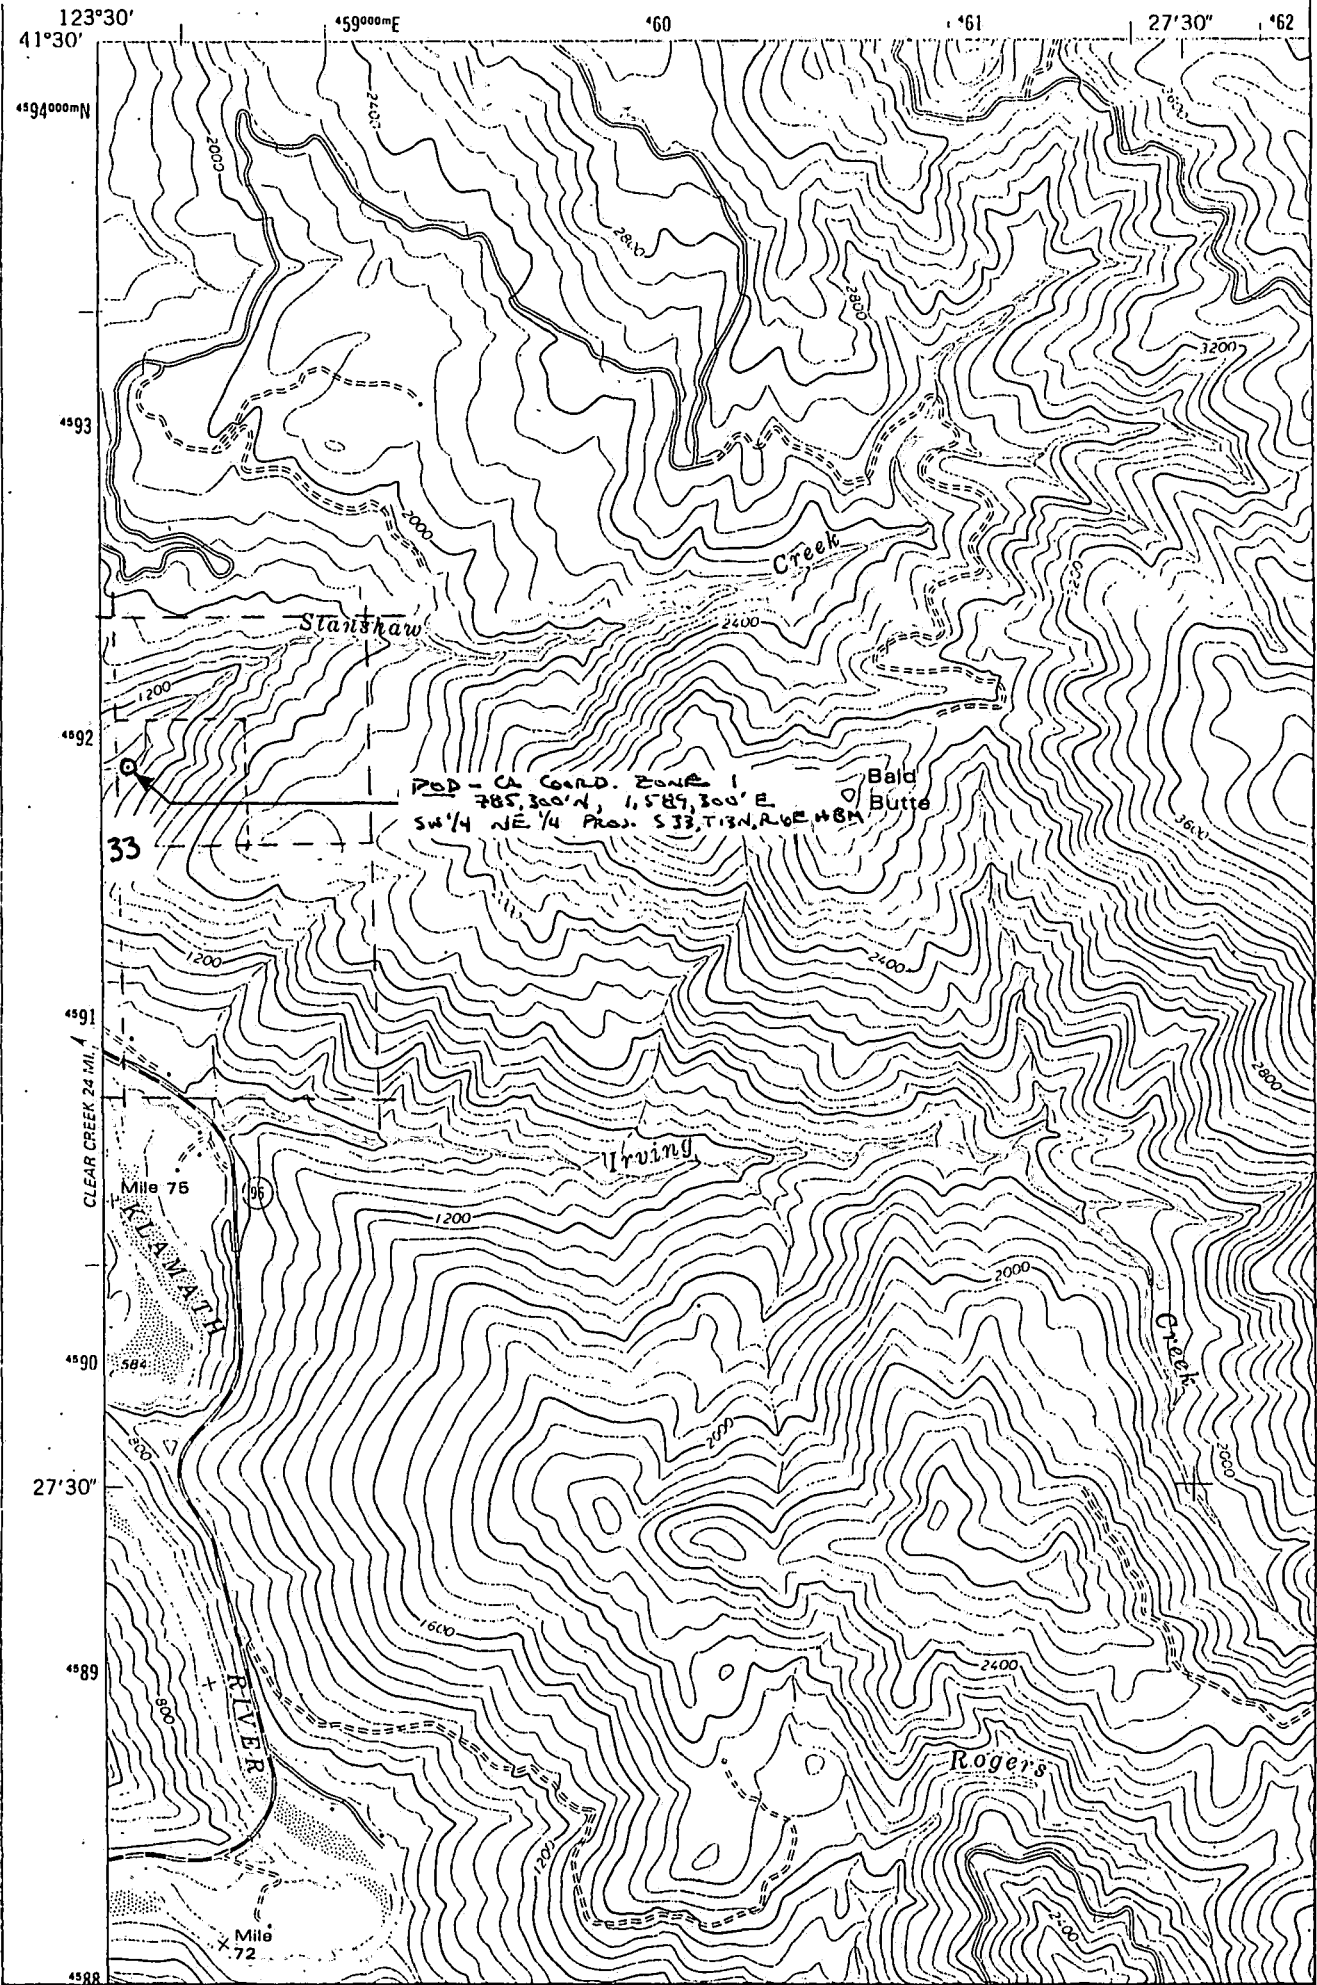 123°30' ⁴59⁰⁰⁰ᵐE ⁴60 ⁴61 27'30" ⁴62
41°30'
⁴⁵94⁰⁰⁰ᵐN
2400
2000
2800
2800
3200
⁴⁵93
2000
Creek
Stanshaw
2400
1200
⁴⁵92
POD - CA COORD. ZONE 1
785,300'N, 1,589,300'E
SW 1/4 NE 1/4 PROJ. S 33, T13N, R6E, HBM
Bald
Butte
33
3600
1200
2400
⁴⁵91
CLEAR CREEK 24 MI.
2800
Irving
Mile 75
96
KLAMATH
1200
2000
Creek
⁴⁵90
584
2000
800
2000
27'30"
1600
⁴⁵89
2400
800
RIVER
Rogers
1200
2400
Mile
72
⁴⁵88